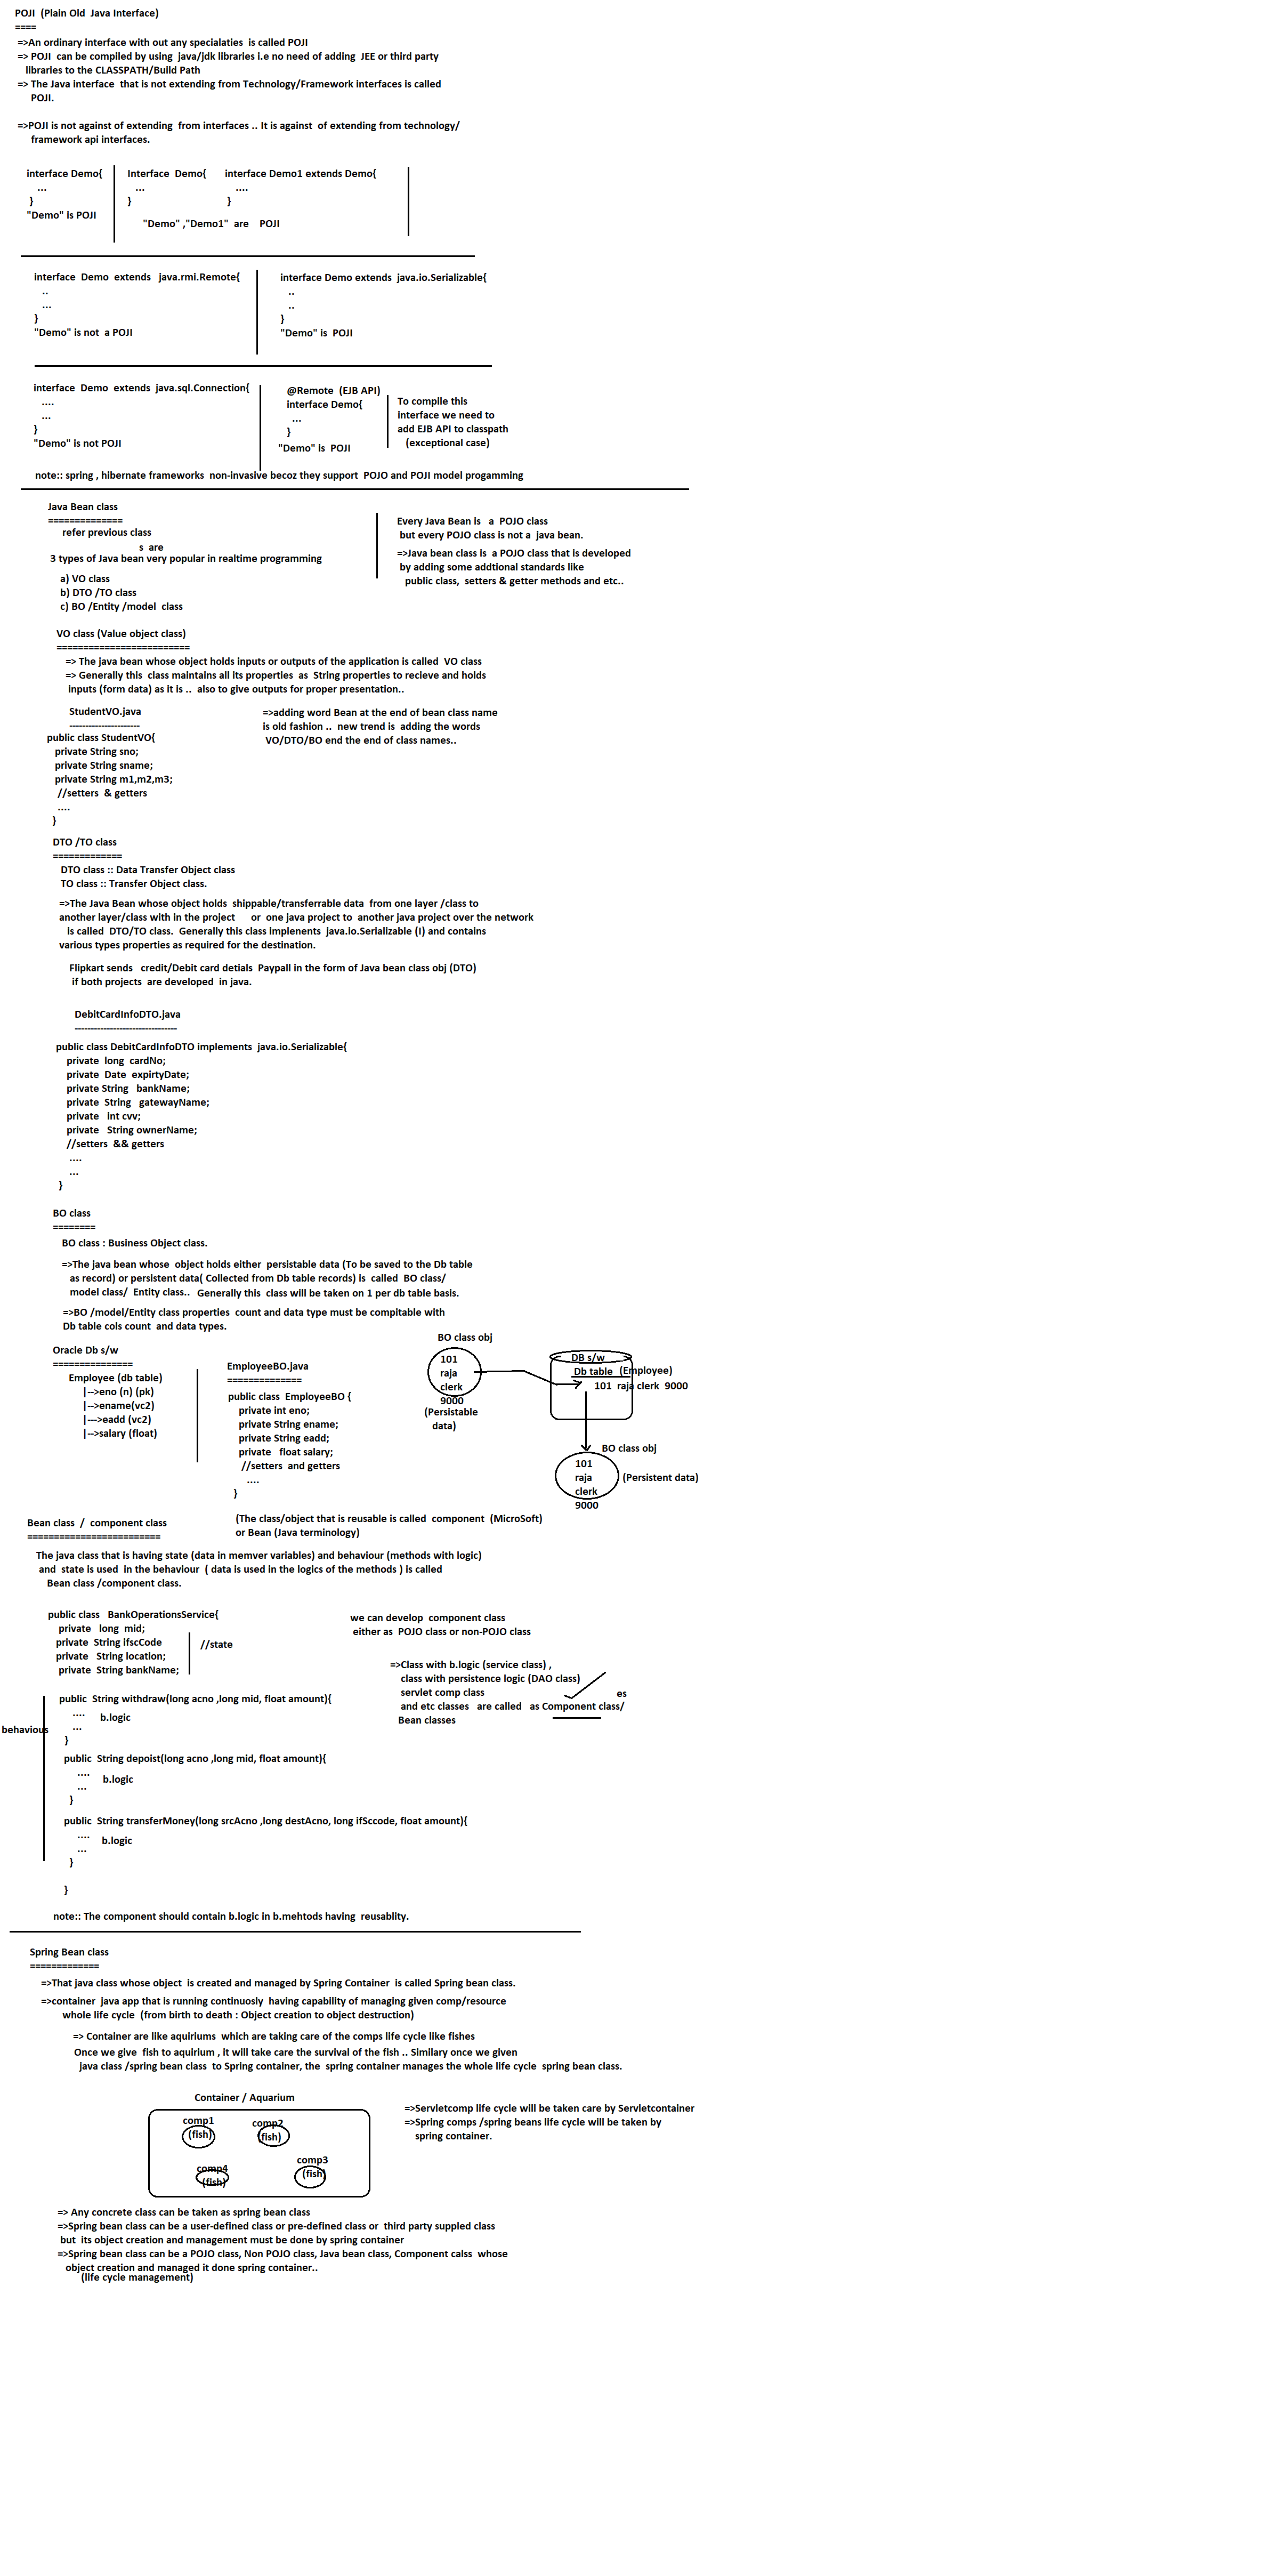 POJI  (Plain Old  Java Interface)
====
=>An ordinary interface with out any specialaties  is called POJI
=> POJI  can be compiled by using  java/jdk libraries i.e no need of adding  JEE or third party
libraries to the CLASSPATH/Build Path
=> The Java interface  that is not extending from Technology/Framework interfaces is called
POJI.
=>POJI is not against of extending  from interfaces .. It is against  of extending from technology/
framework api interfaces.
interface Demo{
...
}
"Demo" is POJI
Interface  Demo{
...
}
interface Demo1 extends Demo{
....
}
"Demo" ,"Demo1"  are    POJI
interface  Demo  extends   java.rmi.Remote{
..
...
}
"Demo" is not  a POJI
interface Demo extends  java.io.Serializable{
..
..
}
"Demo" is  POJI
interface  Demo  extends  java.sql.Connection{
....
...
}
"Demo" is not POJI
@Remote  (EJB API)
interface Demo{
...
}
"Demo" is  POJI
To compile this
interface we need to
add EJB API to classpath
(exceptional case)
note:: spring , hibernate frameworks  non-invasive becoz they support  POJO and POJI model progamming
Java Bean class
==============
refer previous class
s  are
3 types of Java bean very popular in realtime programming
a) VO class
b) DTO /TO class
c) BO /Entity /model  class
Every Java Bean is   a  POJO class
but every POJO class is not a  java bean.
=>Java bean class is  a POJO class that is developed
by adding some addtional standards like
public class,  setters & getter methods and etc..
VO class (Value object class)
=========================
=> The java bean whose object holds inputs or outputs of the application is called  VO class
=> Generally this  class maintains all its properties  as  String properties to recieve and holds
inputs (form data) as it is ..  also to give outputs for proper presentation..
StudentVO.java
----------------------
public class StudentVO{
private String sno;
private String sname;
private String m1,m2,m3;
//setters  & getters
....
}
=>adding word Bean at the end of bean class name
is old fashion ..  new trend is  adding the words
VO/DTO/BO end the end of class names..
DTO /TO class
=============
DTO class :: Data Transfer Object class
TO class :: Transfer Object class.
=>The Java Bean whose object holds  shippable/transferrable data  from one layer /class to
another layer/class with in the project      or  one java project to  another java project over the network
is called  DTO/TO class.  Generally this class implenents  java.io.Serializable (I) and contains
various types properties as required for the destination.
Flipkart sends   credit/Debit card detials  Paypall in the form of Java bean class obj (DTO)
if both projects  are developed  in java.
DebitCardInfoDTO.java
--------------------------------
public class DebitCardInfoDTO implements  java.io.Serializable{
private  long  cardNo;
private  Date  expirtyDate;
private String   bankName;
private  String   gatewayName;
private   int cvv;
private   String ownerName;
//setters  && getters
....
...
}
BO class
========
BO class : Business Object class.
=>The java bean whose  object holds either  persistable data (To be saved to the Db table
as record) or persistent data( Collected from Db table records) is  called  BO class/
model class/  Entity class..  Generally this  class will be taken on 1 per db table basis.
=>BO /model/Entity class properties  count and data type must be compitable with
Db table cols count  and data types.
Oracle Db s/w
===============
Employee (db table)
|-->eno (n) (pk)
|-->ename(vc2)
|--->eadd (vc2)
|-->salary (float)
EmployeeBO.java
==============
public class  EmployeeBO {
private int eno;
private String ename;
private String eadd;
private   float salary;
//setters  and getters
....
}
BO class obj
101
raja
clerk
9000
(Persistable
data)
DB s/w
Db table  (Employee)
101  raja clerk  9000
BO class obj
101
raja
clerk
9000
(Persistent data)
Bean class  /  component class
=========================
(The class/object that is reusable is called  component  (MicroSoft)
or Bean (Java terminology)
The java class that is having state (data in memver variables) and behaviour (methods with logic)
and  state is used  in the behaviour  ( data is used in the logics of the methods ) is called
Bean class /component class.
public class   BankOperationsService{
private   long  mid;
private  String ifscCode
private   String location;
private  String bankName;
//state
we can develop  component class
either as  POJO class or non-POJO class
=>Class with b.logic (service class) ,
class with persistence logic (DAO class)
servlet comp class
es
and etc classes   are called   as Component class/
Bean classes
behavious
public  String withdraw(long acno ,long mid, float amount){
....
b.logic
...
}
public  String depoist(long acno ,long mid, float amount){
....
b.logic
...
}
public  String transferMoney(long srcAcno ,long destAcno, long ifSccode, float amount){
....
b.logic
...
}
}
note:: The component should contain b.logic in b.mehtods having  reusablity.
Spring Bean class
=============
=>That java class whose object  is created and managed by Spring Container  is called Spring bean class.
=>container  java app that is running continuosly  having capability of managing given comp/resource
whole life cycle  (from birth to death : Object creation to object destruction)
=> Container are like aquiriums  which are taking care of the comps life cycle like fishes
Once we give  fish to aquirium , it will take care the survival of the fish .. Similary once we given
java class /spring bean class  to Spring container, the  spring container manages the whole life cycle  spring bean class.
Container / Aquarium
comp1
(fish)
comp2
(fish)
comp3
(fish)
comp4
(fish)
=>Servletcomp life cycle will be taken care by Servletcontainer
=>Spring comps /spring beans life cycle will be taken by
spring container.
=> Any concrete class can be taken as spring bean class
=>Spring bean class can be a user-defined class or pre-defined class or  third party suppled class
but  its object creation and management must be done by spring container
=>Spring bean class can be a POJO class, Non POJO class, Java bean class, Component calss  whose
object creation and managed it done spring container..
(life cycle management)